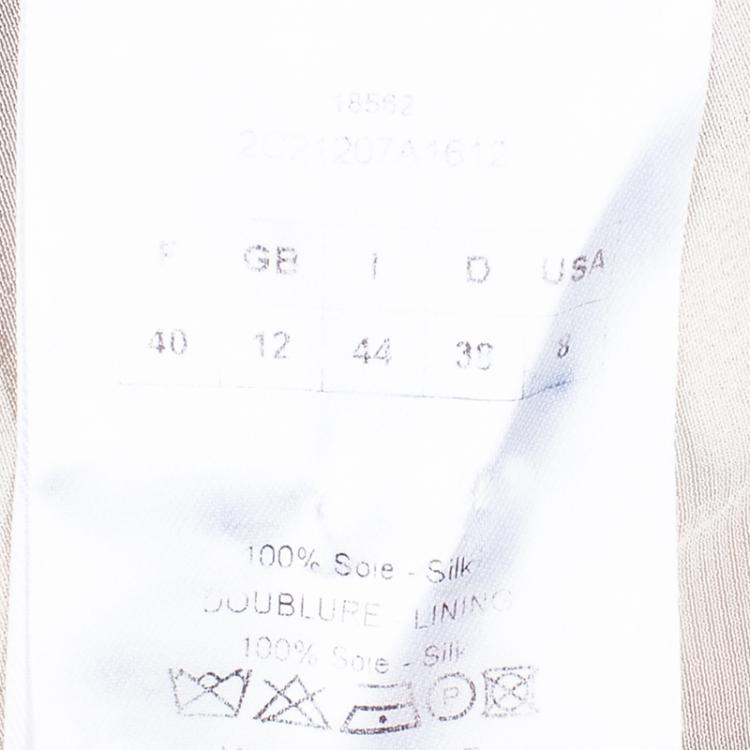 18562
2C21207A1612
F GB I D USA
40 12 44 38 8
100% Soie - Silk
DOUBLURE - LINING
100% Soie - Silk
P